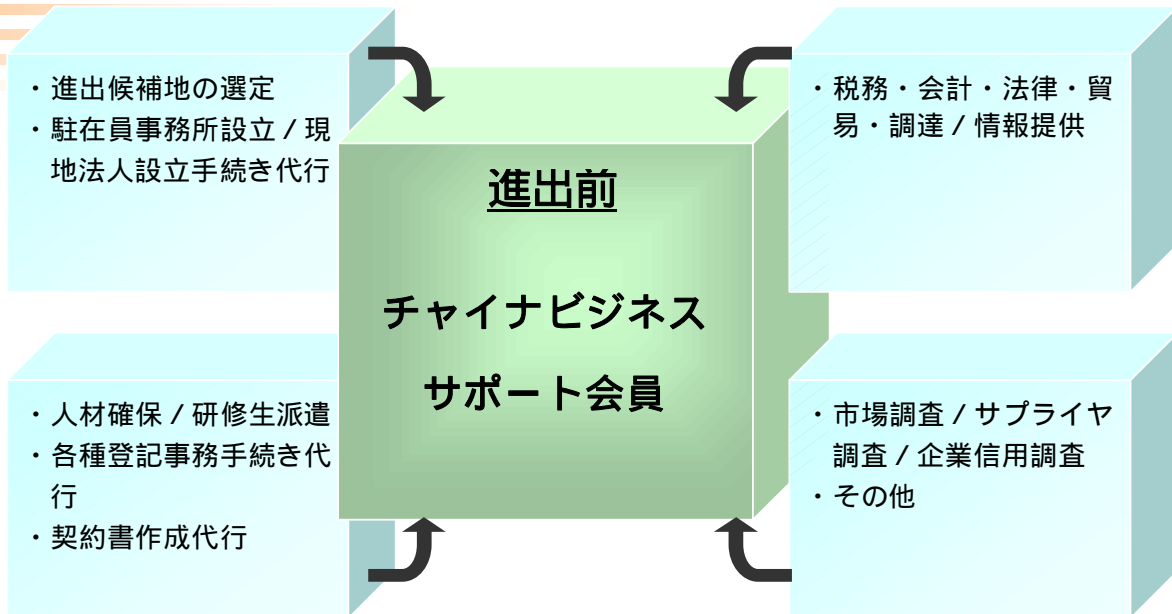 ・進出候補地の選定
・駐在員事務所設立 / 現
地法人設立手続き代行
・税務・会計・法律・貿
易・調達 / 情報提供
進出前
チャイナビジネス
サポート会員
・人材確保 / 研修生派遣
・各種登記事務手続き代
行
・契約書作成代行
・市場調査 / サプライヤ
調査 / 企業信用調査
・その他